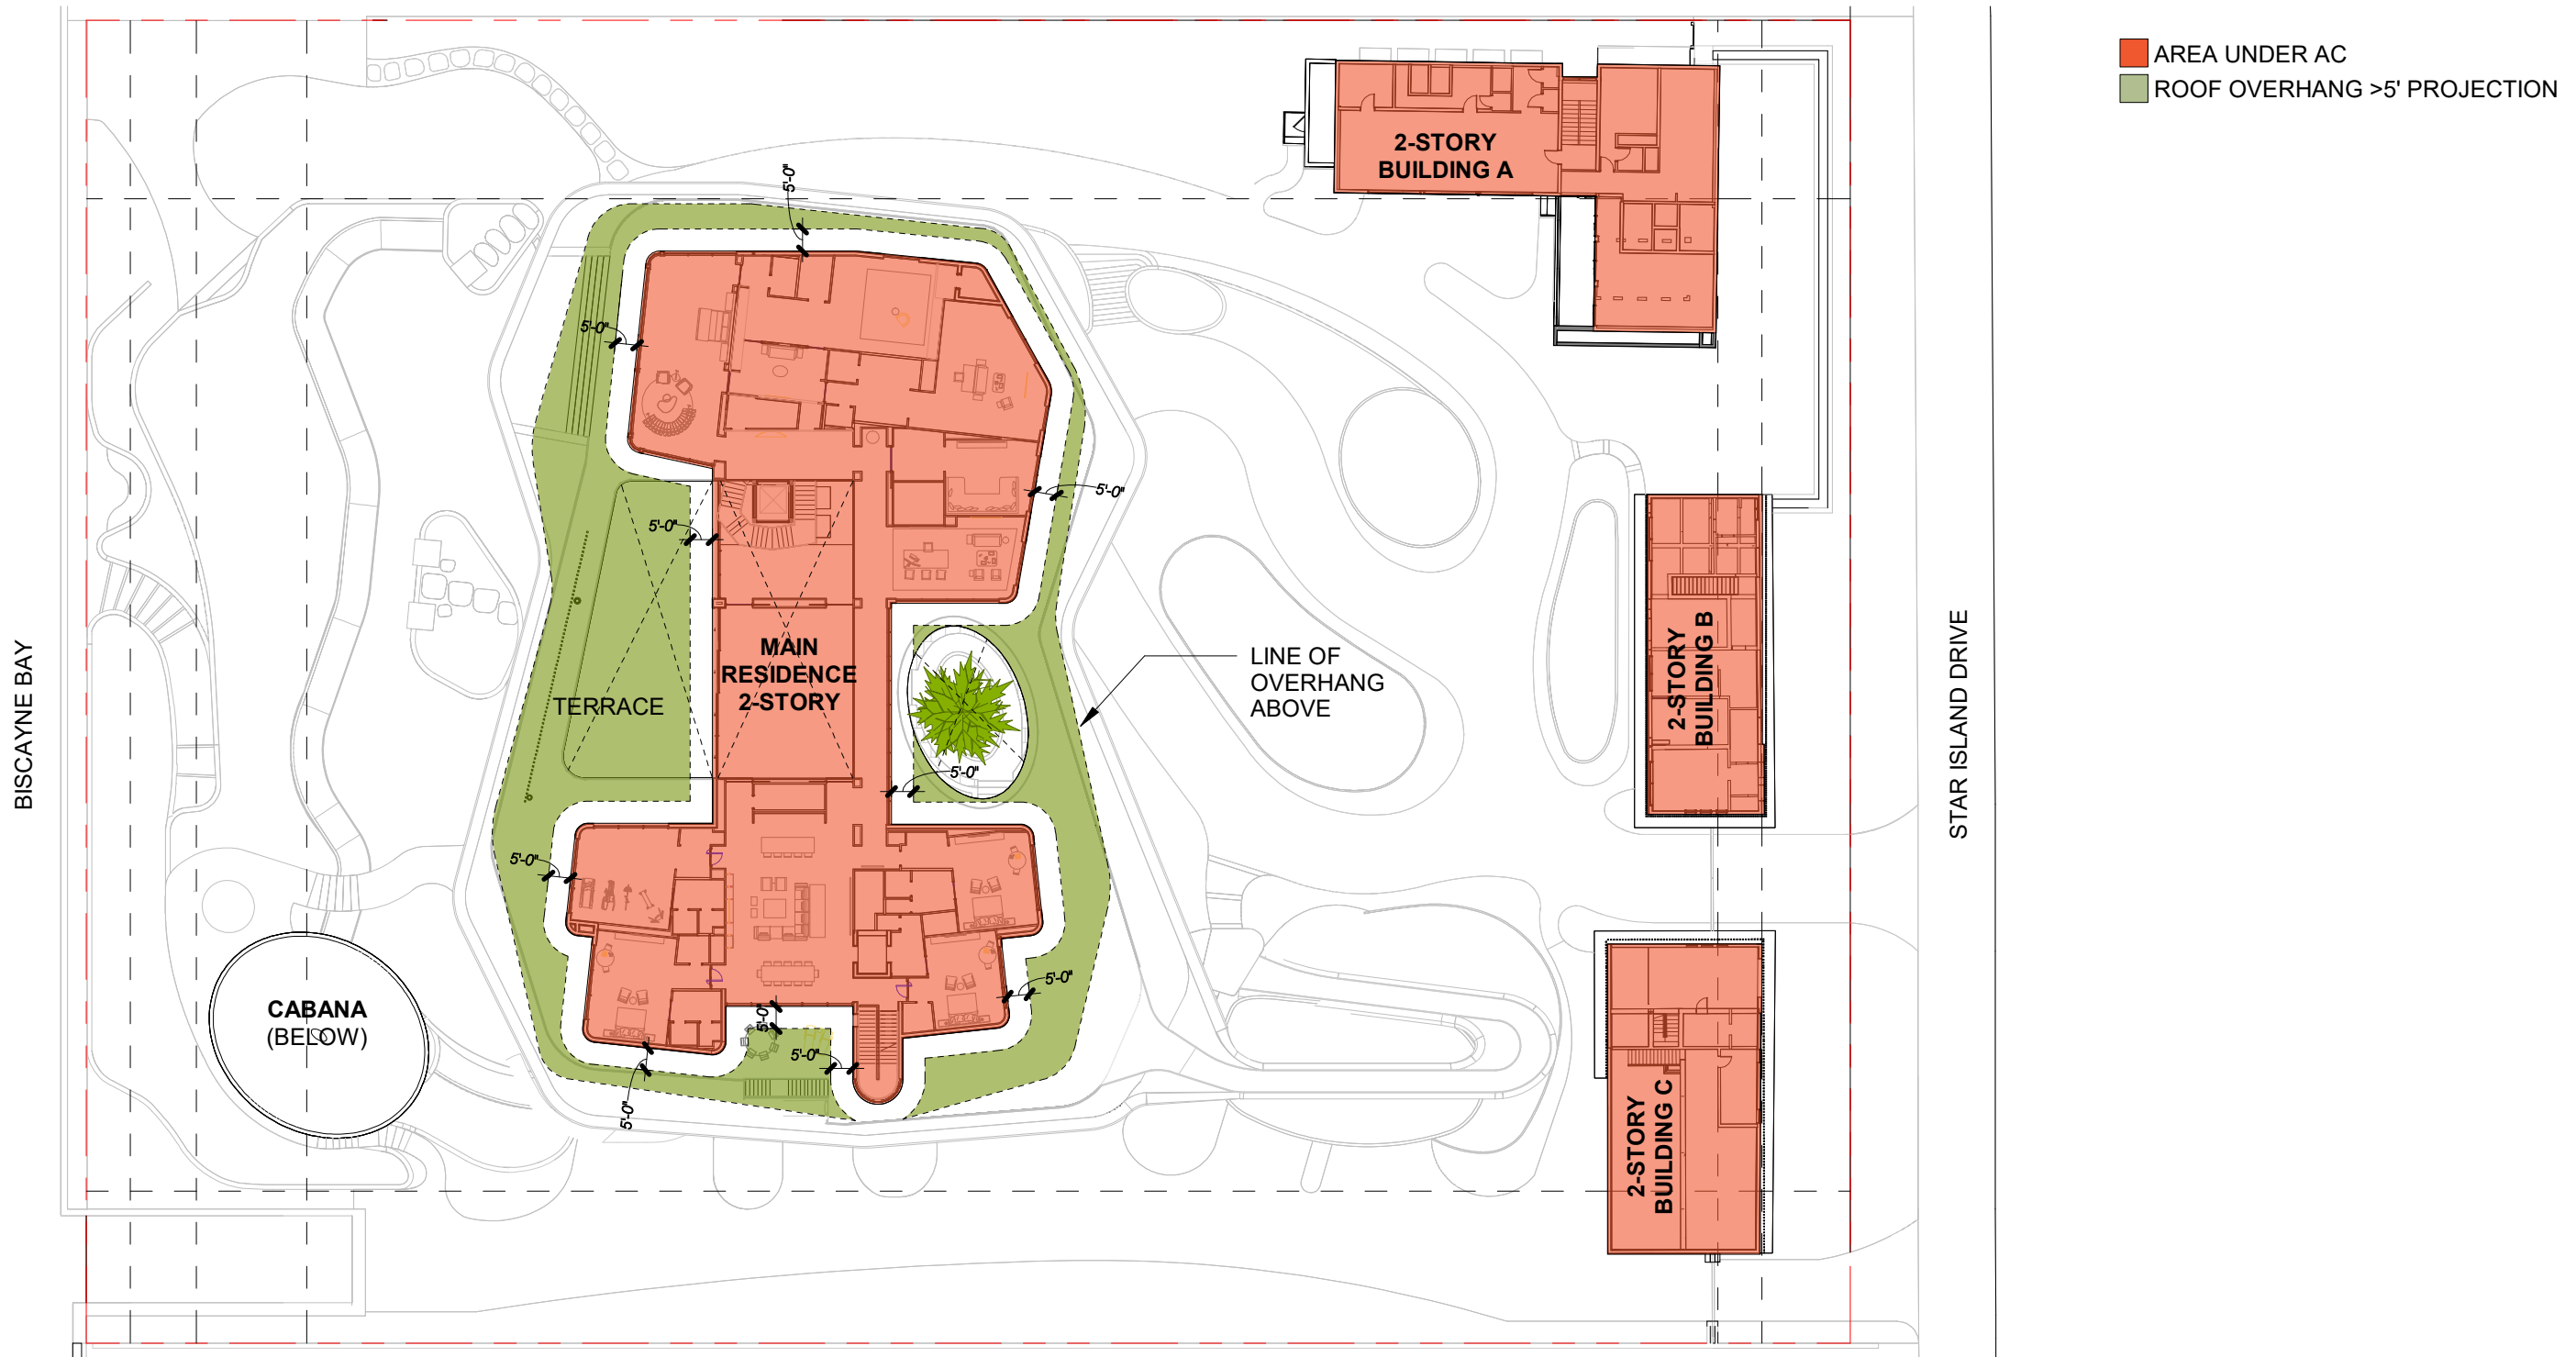 AREA UNDER AC
ROOF OVERHANG >5' PROJECTION
2-STORY
BUILDING A
5'-0"
5'-0"
5'-0"
5'-0"
BISCAYNE BAY
TERRACE
MAIN
RESIDENCE
2-STORY
LINE OF
OVERHANG
ABOVE
2-STORY
BUILDING B
STAR ISLAND DRIVE
5'-0"
5'-0"
5'-0"
CABANA
(BELOW)
5'-0"
5'-0"
5'-0"
2-STORY
BUILDING C